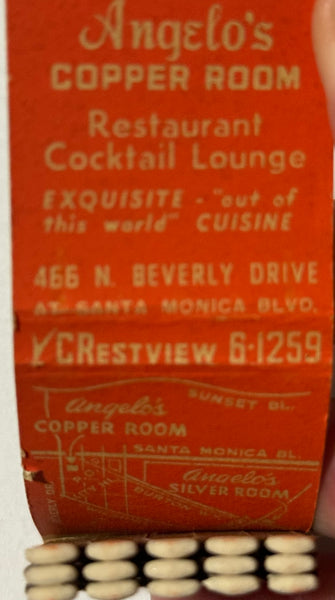 Angelo's
COPPER ROOM
Restaurant
Cocktail Lounge
EXQUISITE - "out of
this world" CUISINE
466 N. BEVERLY DRIVE
AT SANTA MONICA BLVD.
CRestview 6-1259
SUNSET BL.
Angelo's
COPPER ROOM
SANTA MONICA BL.
Angelo's
SILVER ROOM
BURTON